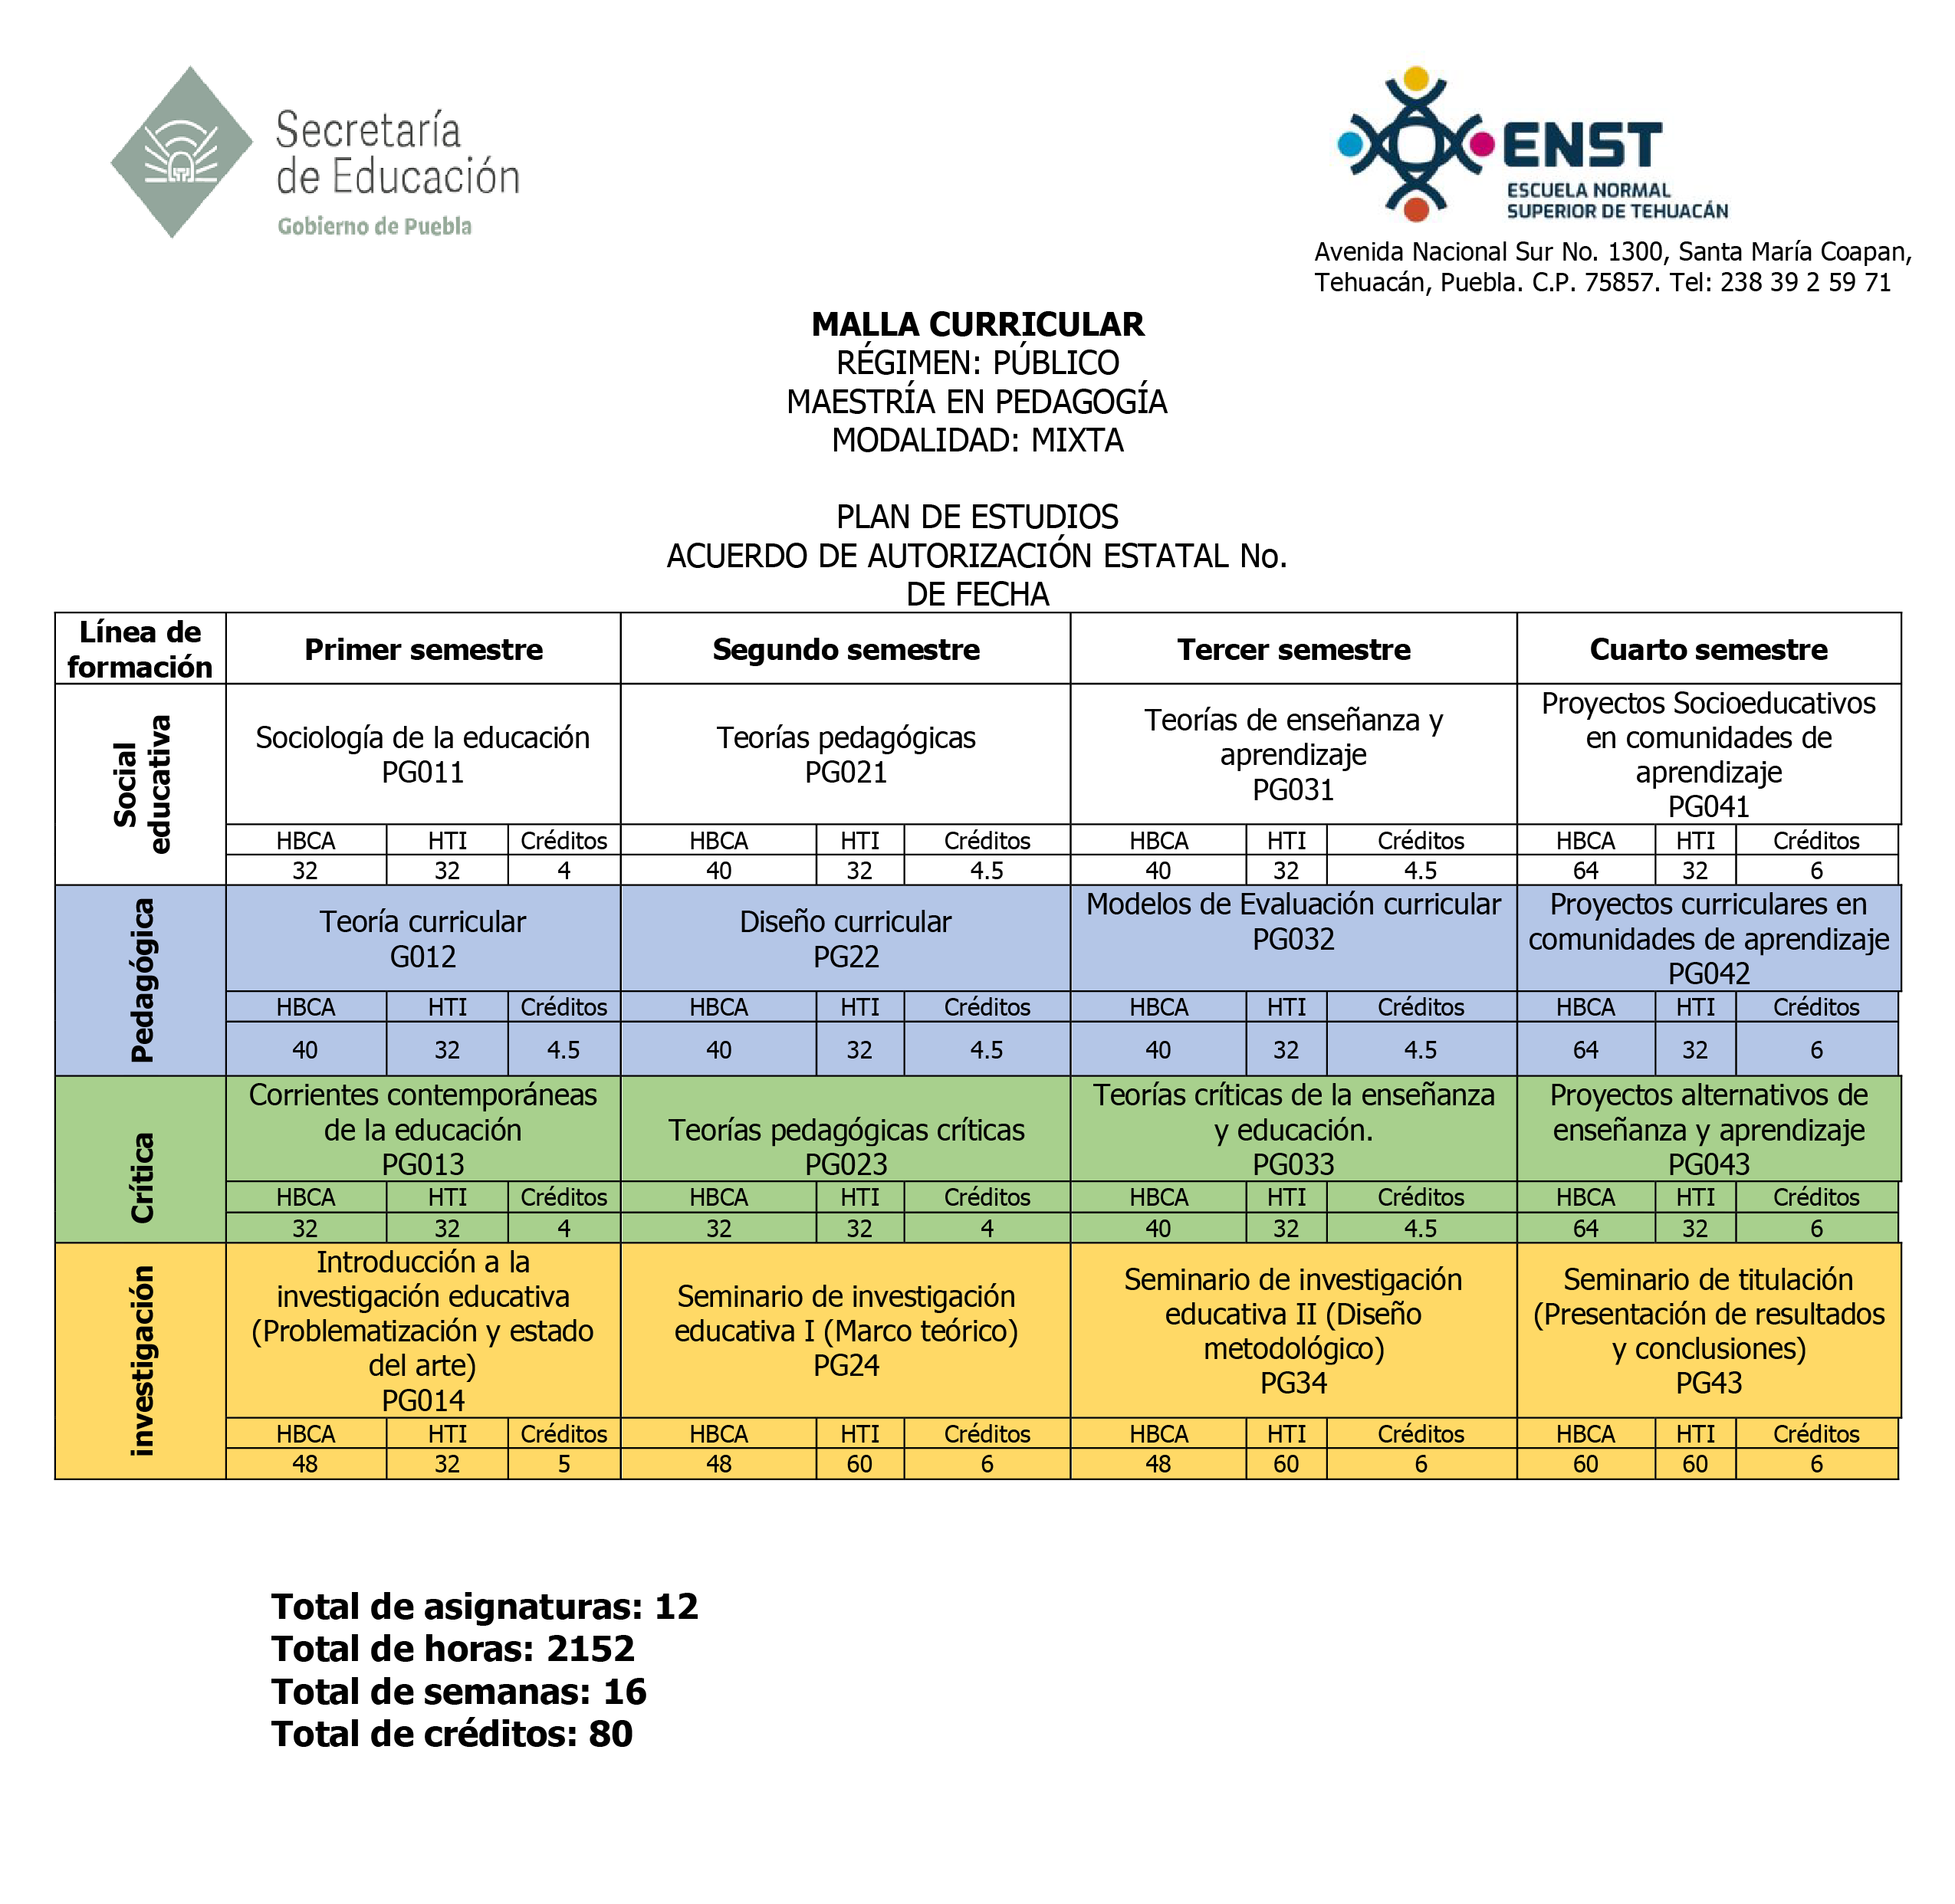 Secretaría
de Educación
Gobierno de Puebla
ENST
ESCUELA NORMAL
SUPERIOR DE TEHUACÁN
Avenida Nacional Sur No. 1300, Santa María Coapan,
Tehuacán, Puebla. C.P. 75857. Tel: 238 39 2 59 71
MALLA CURRICULAR
RÉGIMEN: PÚBLICO
MAESTRÍA EN PEDAGOGÍA
MODALIDAD: MIXTA
PLAN DE ESTUDIOS
ACUERDO DE AUTORIZACIÓN ESTATAL No.
DE FECHA
Línea de
formación
Primer semestre
Segundo semestre
Tercer semestre
Cuarto semestre
Social
educativa
Sociología de la educación
PG011
Teorías pedagógicas
PG021
Teorías de enseñanza y
aprendizaje
PG031
Proyectos Socioeducativos
en comunidades de
aprendizaje
PG041
HBCA HTI Créditos HBCA HTI Créditos HBCA HTI Créditos HBCA HTI Créditos
32 32 4 40 32 4.5 40 32 4.5 64 32 6
Pedagógica
Teoría curricular
G012
Diseño curricular
PG22
Modelos de Evaluación curricular
PG032
Proyectos curriculares en
comunidades de aprendizaje
PG042
HBCA HTI Créditos HBCA HTI Créditos HBCA HTI Créditos HBCA HTI Créditos
40 32 4.5 40 32 4.5 40 32 4.5 64 32 6
Crítica
Corrientes contemporáneas
de la educación
PG013
Teorías pedagógicas críticas
PG023
Teorías críticas de la enseñanza
y educación.
PG033
Proyectos alternativos de
enseñanza y aprendizaje
PG043
HBCA HTI Créditos HBCA HTI Créditos HBCA HTI Créditos HBCA HTI Créditos
32 32 4 32 32 4 40 32 4.5 64 32 6
investigación
Introducción a la
investigación educativa
(Problematización y estado
del arte)
PG014
Seminario de investigación
educativa I (Marco teórico)
PG24
Seminario de investigación
educativa II (Diseño
metodológico)
PG34
Seminario de titulación
(Presentación de resultados
y conclusiones)
PG43
HBCA HTI Créditos HBCA HTI Créditos HBCA HTI Créditos HBCA HTI Créditos
48 32 5 48 60 6 48 60 6 60 60 6
Total de asignaturas: 12
Total de horas: 2152
Total de semanas: 16
Total de créditos: 80